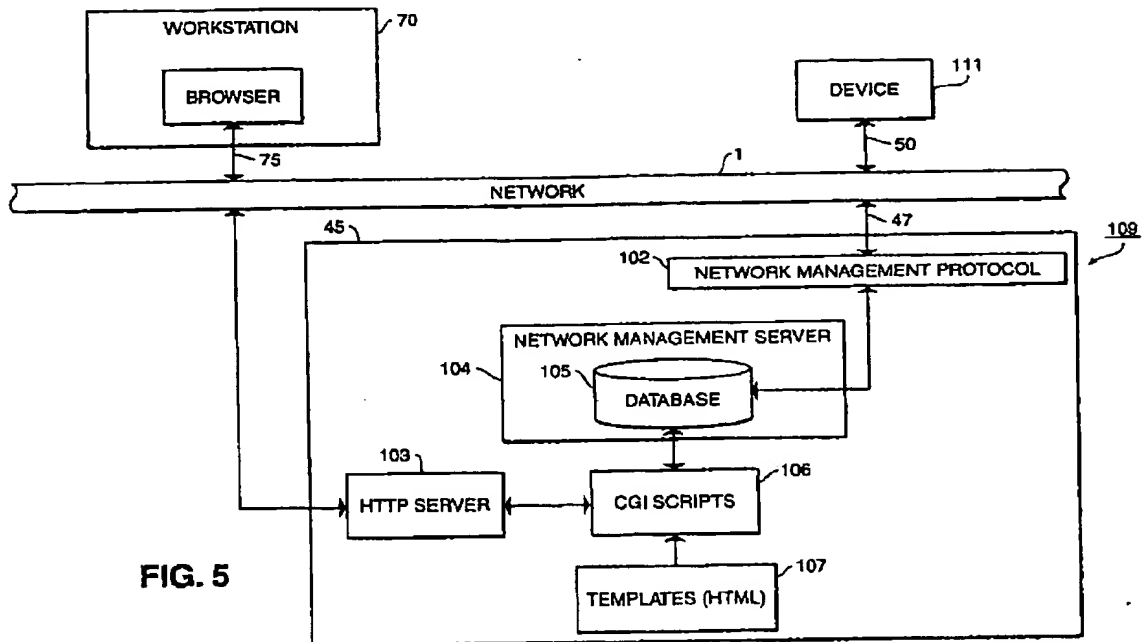 WORKSTATION
70
BROWSER
75
DEVICE
111
50
1
NETWORK
47
45
109
102
NETWORK MANAGEMENT PROTOCOL
NETWORK MANAGEMENT SERVER
104
105
DATABASE
103
HTTP SERVER
106
CGI SCRIPTS
FIG. 5
107
TEMPLATES (HTML)